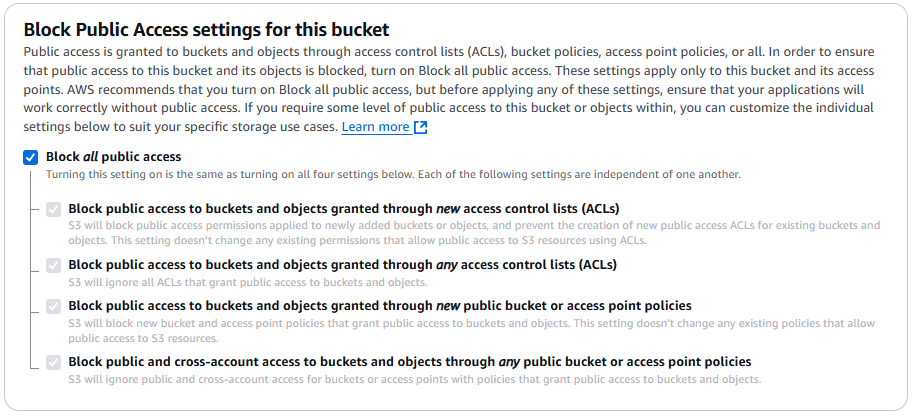 Block Public Access settings for this bucket
Public access is granted to buckets and objects through access control lists (ACLs), bucket policies, access point policies, or all. In order to ensure
that public access to this bucket and its objects is blocked, turn on Block all public access. These settings apply only to this bucket and its access
points. AWS recommends that you turn on Block all public access, but before applying any of these settings, ensure that your applications will
work correctly without public access. If you require some level of public access to this bucket or objects within, you can customize the individual
settings below to suit your specific storage use cases. Learn more
Block all public access
Turning this setting on is the same as turning on all four settings below. Each of the following settings are independent of one another.
Block public access to buckets and objects granted through new access control lists (ACLs)
S3 will block public access permissions applied to newly added buckets or objects, and prevent the creation of new public access ACLs for existing buckets and
objects. This setting doesn't change any existing permissions that allow public access to S3 resources using ACLs.
Block public access to buckets and objects granted through any access control lists (ACLs)
S3 will ignore all ACLs that grant public access to buckets and objects.
Block public access to buckets and objects granted through new public bucket or access point policies
S3 will block new bucket and access point policies that grant public access to buckets and objects. This setting doesn't change any existing policies that allow
public access to S3 resources.
Block public and cross-account access to buckets and objects through any public bucket or access point policies
S3 will ignore public and cross-account access for buckets or access points with policies that grant public access to buckets and objects.